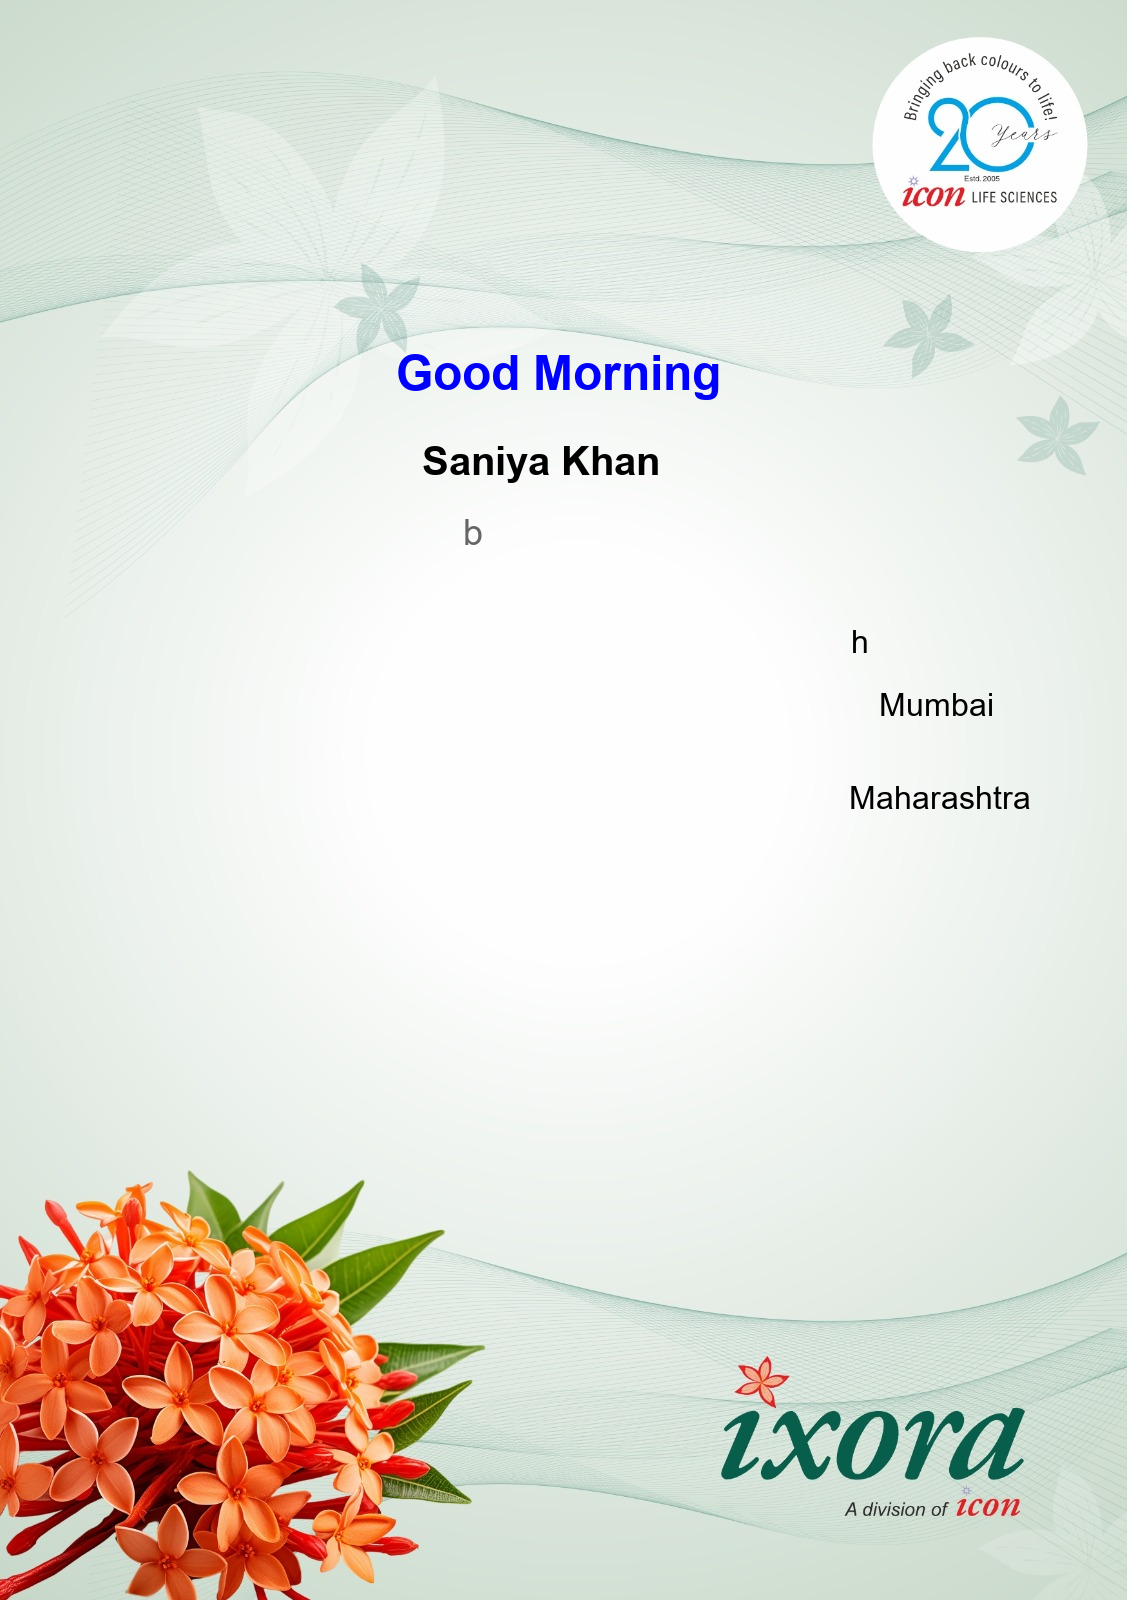 Bringing back colours to life!
20 Years
Estd. 2005
icon LIFE SCIENCES
Good Morning
Saniya Khan
b
h
Mumbai
Maharashtra
ixora
A division of icon